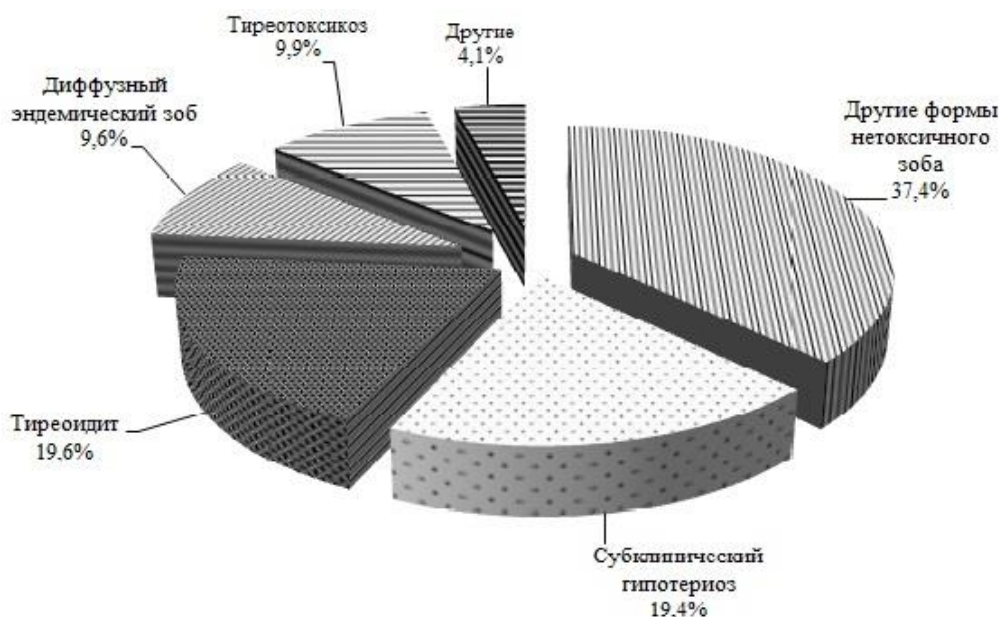 Тиреотоксикоз
9,9%
Другие
4,1%
Диффузный
эндемический зоб
9,6%
Другие формы
нетоксичного
зоба
37,4%
Тиреоидит
19,6%
Субклинический
гипотериоз
19,4%